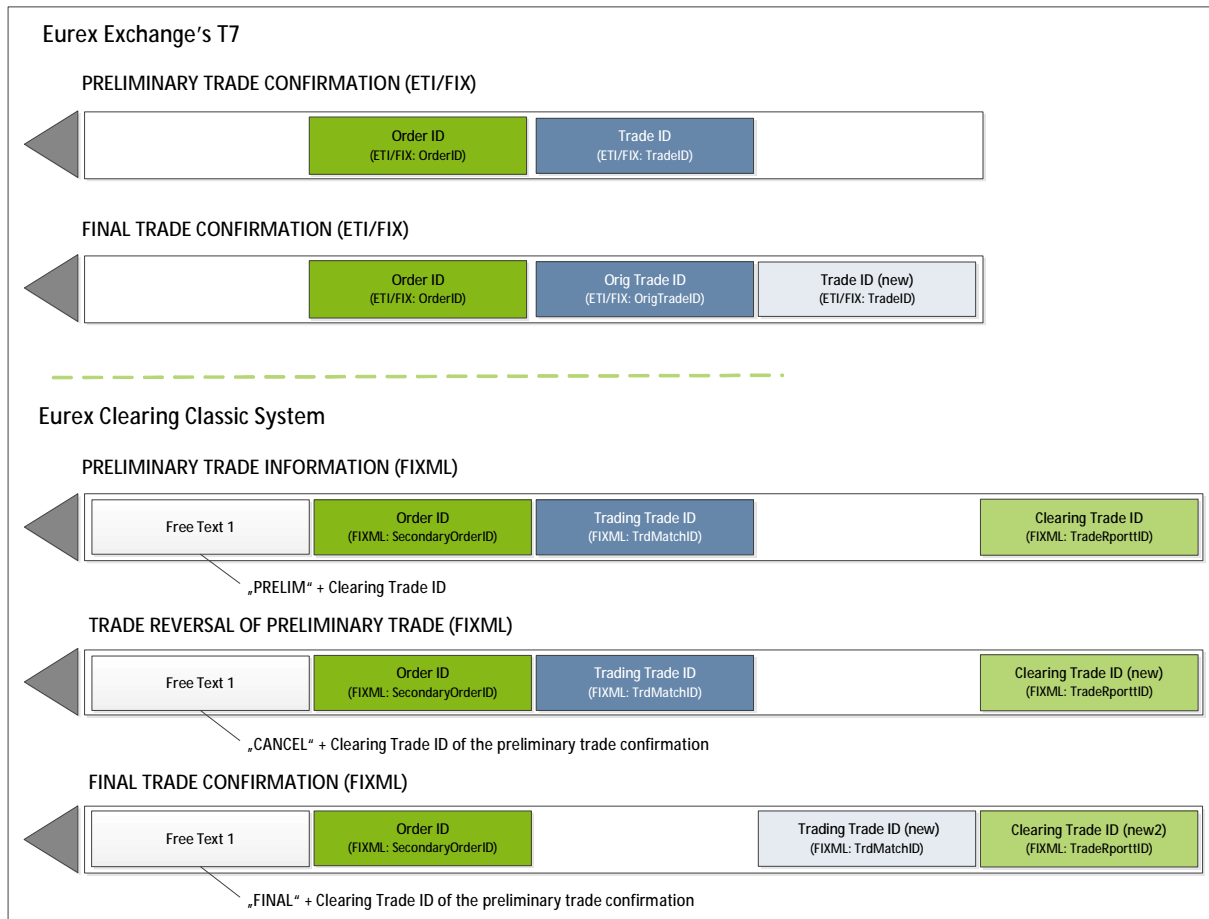 Eurex Exchange's T7
PRELIMINARY TRADE CONFIRMATION (ETI/FIX)
Order ID
(ETI/FIX: OrderID)
Trade ID
(ETI/FIX: TradeID)
FINAL TRADE CONFIRMATION (ETI/FIX)
Order ID
(ETI/FIX: OrderID)
Orig Trade ID
(ETI/FIX: OrigTradeID)
Trade ID (new)
(ETI/FIX: TradeID)
Eurex Clearing Classic System
PRELIMINARY TRADE INFORMATION (FIXML)
Free Text 1
Order ID
(FIXML: SecondaryOrderID)
Trading Trade ID
(FIXML: TrdMatchID)
Clearing Trade ID
(FIXML: TradeRporttID)
„PRELIM“ + Clearing Trade ID
TRADE REVERSAL OF PRELIMINARY TRADE (FIXML)
Free Text 1
Order ID
(FIXML: SecondaryOrderID)
Trading Trade ID
(FIXML: TrdMatchID)
Clearing Trade ID (new)
(FIXML: TradeRporttID)
„CANCEL“ + Clearing Trade ID of the preliminary trade confirmation
FINAL TRADE CONFIRMATION (FIXML)
Free Text 1
Order ID
(FIXML: SecondaryOrderID)
Trading Trade ID (new)
(FIXML: TrdMatchID)
Clearing Trade ID (new2)
(FIXML: TradeRporttID)
„FINAL“ + Clearing Trade ID of the preliminary trade confirmation